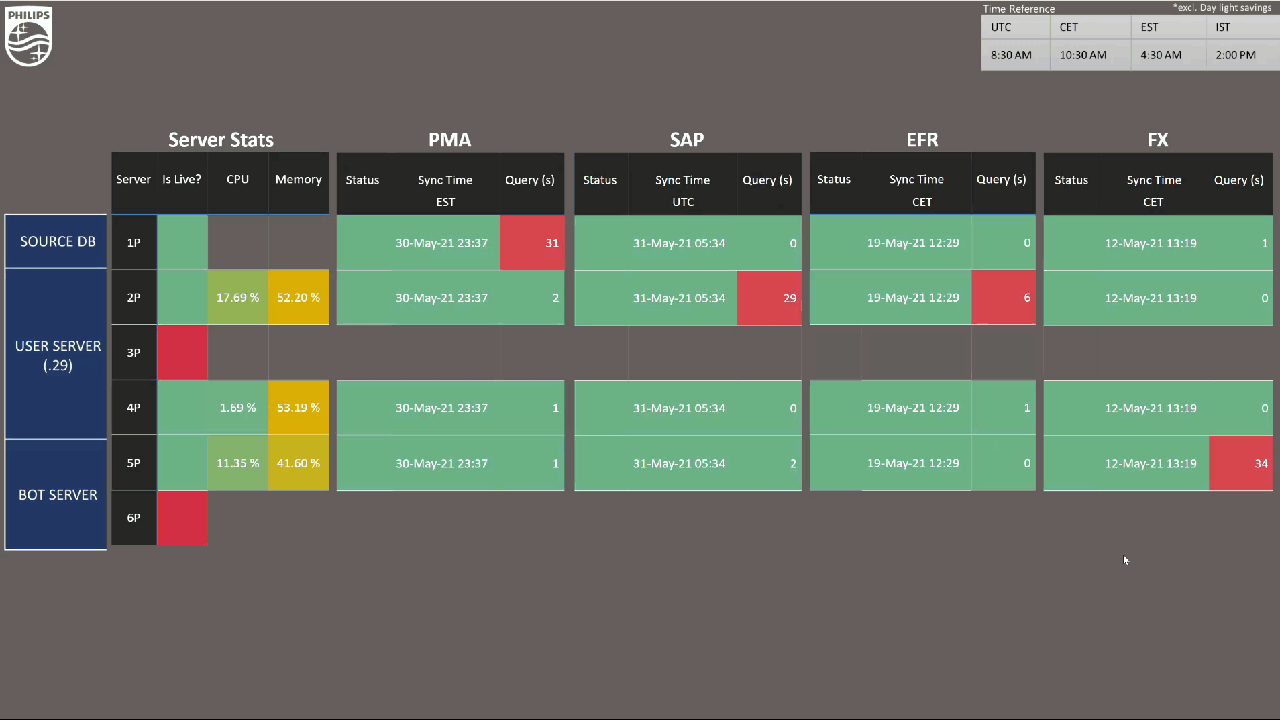 PHILIPS
Time Reference *excl. Day light savings
UTC CET EST IST
8:30 AM 10:30 AM 4:30 AM 2:00 PM
Server Stats PMA SAP EFR FX
Server Is Live? CPU Memory Status Sync Time Query (s) Status Sync Time Query (s) Status Sync Time Query (s) Status Sync Time Query (s)
EST UTC CET CET
SOURCE DB 1P 30-May-21 23:37 31 31-May-21 05:34 0 19-May-21 12:29 0 12-May-21 13:19 1
2P 17.69 % 52.20 % 30-May-21 23:37 2 31-May-21 05:34 29 19-May-21 12:29 6 12-May-21 13:19 0
USER SERVER
(.29)
3P
4P 1.69 % 53.19 % 30-May-21 23:37 1 31-May-21 05:34 0 19-May-21 12:29 1 12-May-21 13:19 0
5P 11.35 % 41.60 % 30-May-21 23:37 1 31-May-21 05:34 2 19-May-21 12:29 0 12-May-21 13:19 34
BOT SERVER
6P